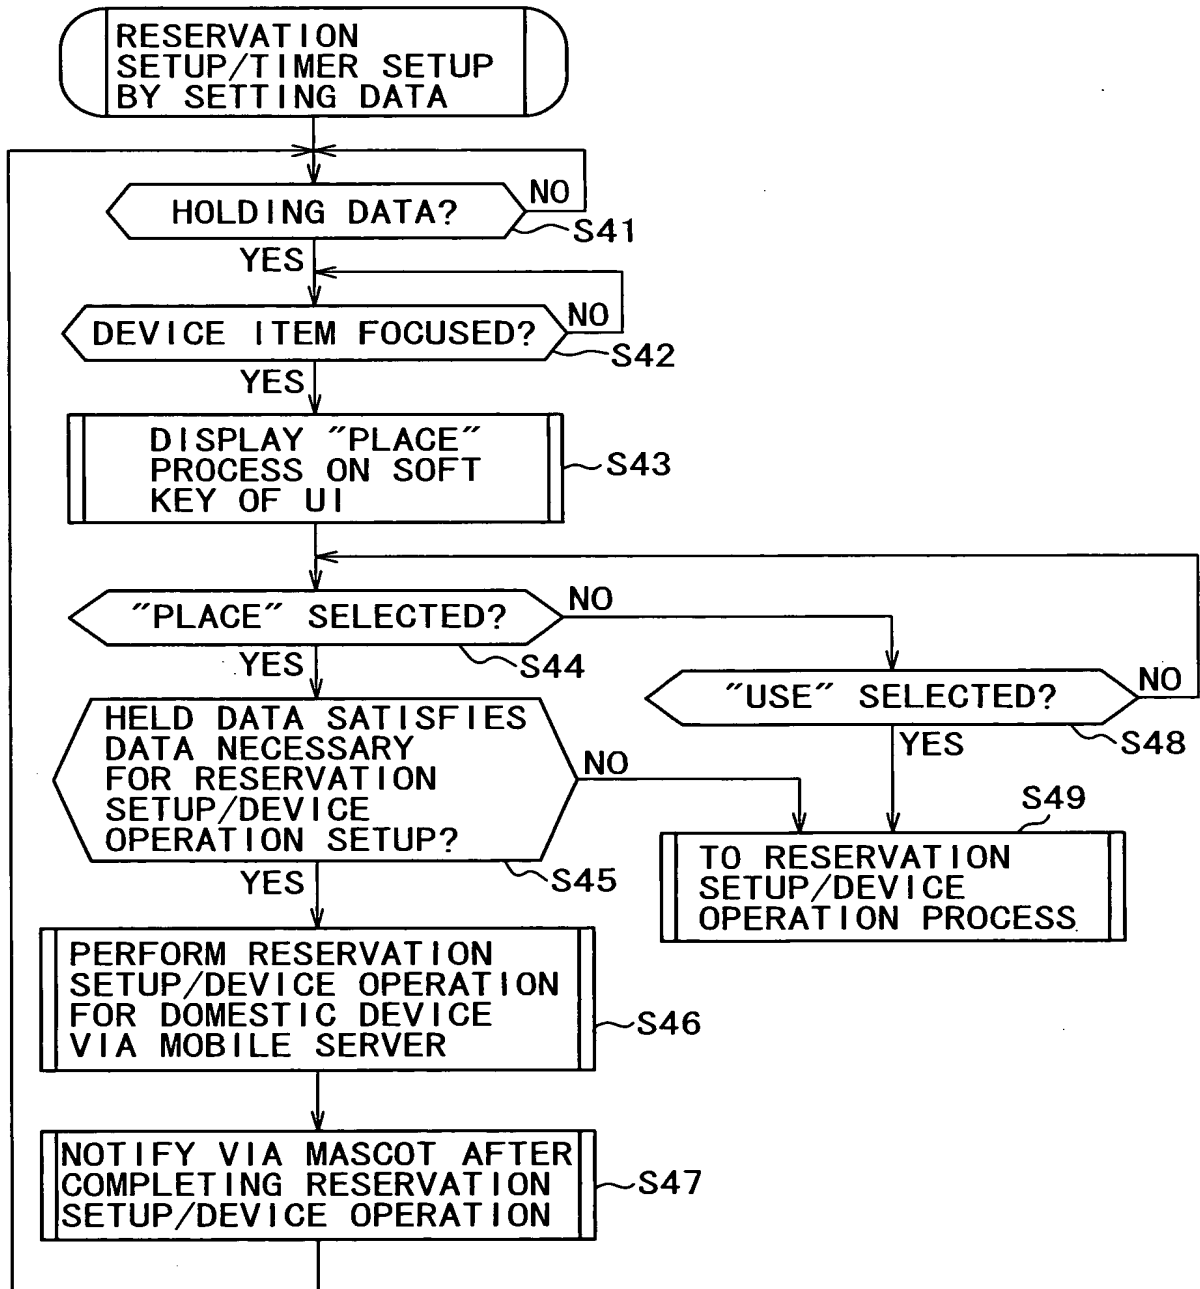 RESERVATION
SETUP/TIMER SETUP
BY SETTING DATA
NO
HOLDING DATA?
S41
YES
DEVICE ITEM FOCUSED?
NO
S42
YES
DISPLAY "PLACE"
PROCESS ON SOFT
KEY OF UI
S43
"PLACE" SELECTED?
NO
S44
YES
"USE" SELECTED?
NO
S48
YES
HELD DATA SATISFIES
DATA NECESSARY
FOR RESERVATION
SETUP/DEVICE
OPERATION SETUP?
NO
S45
YES
S49
TO RESERVATION
SETUP/DEVICE
OPERATION PROCESS
PERFORM RESERVATION
SETUP/DEVICE OPERATION
FOR DOMESTIC DEVICE
VIA MOBILE SERVER
S46
NOTIFY VIA MASCOT AFTER
COMPLETING RESERVATION
SETUP/DEVICE OPERATION
S47